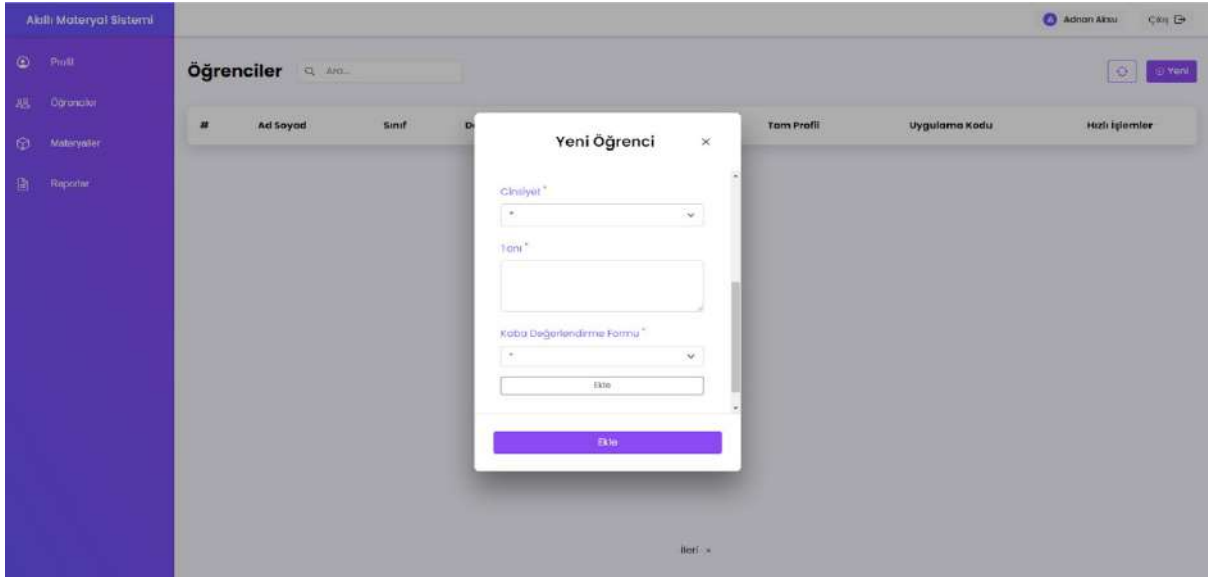 Akıllı Materyal Sistemi
Adnan Aksu
Çıkış
Profil
Öğrenciler
Materyaller
Raporlar
Öğrenciler
Ara...
Yeni
# Ad Soyad Sınıf Tam Profil Uygulama Kodu Hızlı İşlemler
Yeni Öğrenci ×
Cinsiyet *
*
Tanı *
Kaba Değerlendirme Formu *
*
Ekle
Ekle
İleri »